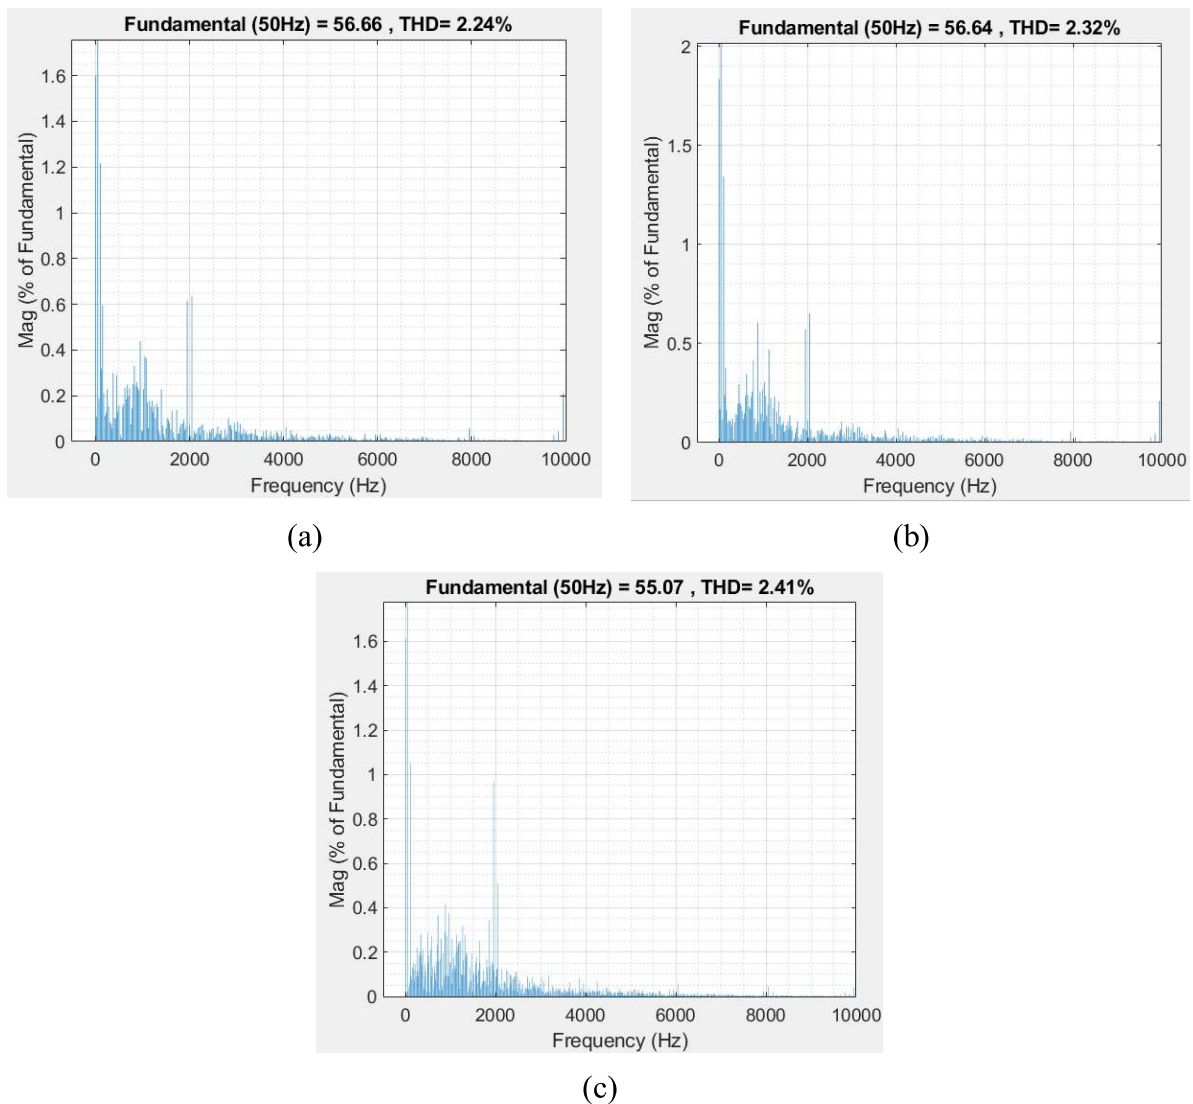 Fundamental (50Hz) = 56.66 , THD= 2.24%
Mag (% of Fundamental)
1.6
1.4
1.2
1
0.8
0.6
0.4
0.2
0
0 2000 4000 6000 8000 10000
Frequency (Hz)
(a)
Fundamental (50Hz) = 56.64 , THD= 2.32%
Mag (% of Fundamental)
2
1.5
1
0.5
0
0 2000 4000 6000 8000 10000
Frequency (Hz)
(b)
Fundamental (50Hz) = 55.07 , THD= 2.41%
Mag (% of Fundamental)
1.6
1.4
1.2
1
0.8
0.6
0.4
0.2
0
0 2000 4000 6000 8000 10000
Frequency (Hz)
(c)